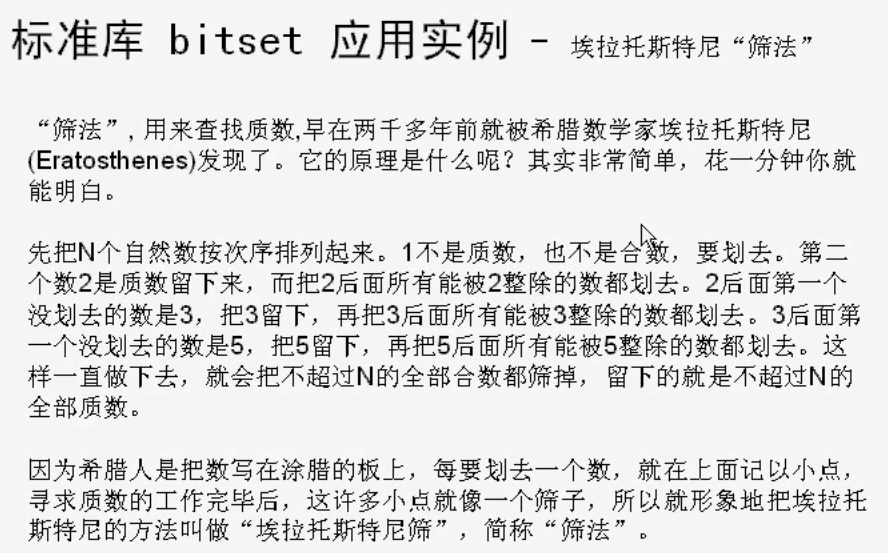 标准库 bitset 应用实例 - 埃拉托斯特尼“筛法”
“筛法”, 用来查找质数,早在两千多年前就被希腊数学家埃拉托斯特尼
(Eratosthenes)发现了。它的原理是什么呢？其实非常简单，花一分钟你就
能明白。
先把N个自然数按次序排列起来。1不是质数，也不是合数，要划去。第二
个数2是质数留下来，而把2后面所有能被2整除的数都划去。2后面第一个
没划去的数是3，把3留下，再把3后面所有能被3整除的数都划去。3后面第
一个没划去的数是5，把5留下，再把5后面所有能被5整除的数都划去。这
样一直做下去，就会把不超过N的全部合数都筛掉，留下的就是不超过N的
全部质数。
因为希腊人是把数写在涂腊的板上，每要划去一个数，就在上面记以小点，
寻求质数的工作完毕后，这许多小点就像一个筛子，所以就形象地把埃拉托
斯特尼的方法叫做“埃拉托斯特尼筛”，简称“筛法”。